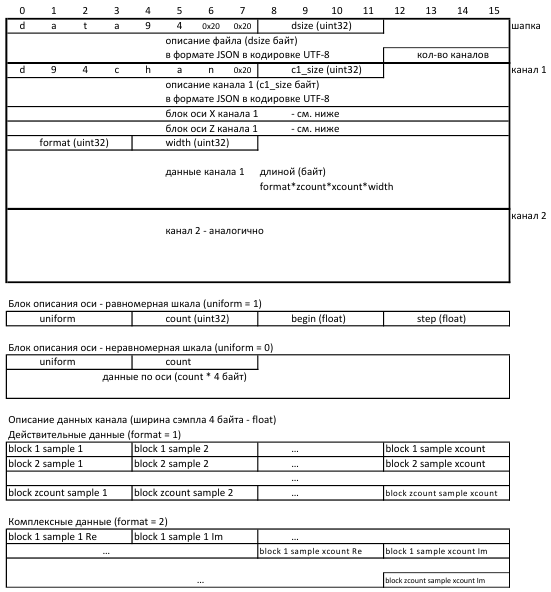 0 1 2 3 4 5 6 7 8 9 10 11 12 13 14 15
d a t a 9 4 0x20 0x20 dsize (uint32) шапка
описание файла (dsize байт)
в формате JSON в кодировке UTF-8 кол-во каналов
d 9 4 c h a n 0x20 c1_size (uint32) канал 1
описание канала 1 (c1_size байт)
в формате JSON в кодировке UTF-8
блок оси X канала 1 - см. ниже
блок оси Z канала 1 - см. ниже
format (uint32) width (uint32)
данные канала 1 длиной (байт)
format*zcount*xcount*width
канал 2
канал 2 - аналогично
Блок описания оси - равномерная шкала (uniform = 1)
uniform count (uint32) begin (float) step (float)
Блок описания оси - неравномерная шкала (uniform = 0)
uniform count
данные по оси (count * 4 байт)
Описание данных канала (ширина сэмпла 4 байта - float)
Действительные данные (format = 1)
block 1 sample 1 block 1 sample 2 ... block 1 sample xcount
block 2 sample 1 block 2 sample 2 ... block 2 sample xcount
...
block zcount sample 1 block zcount sample 2 ... block zcount sample xcount
Комплексные данные (format = 2)
block 1 sample 1 Re block 1 sample 1 Im ...
... block 1 sample xcount Re block 1 sample xcount Im
... block zcount sample xcount Im